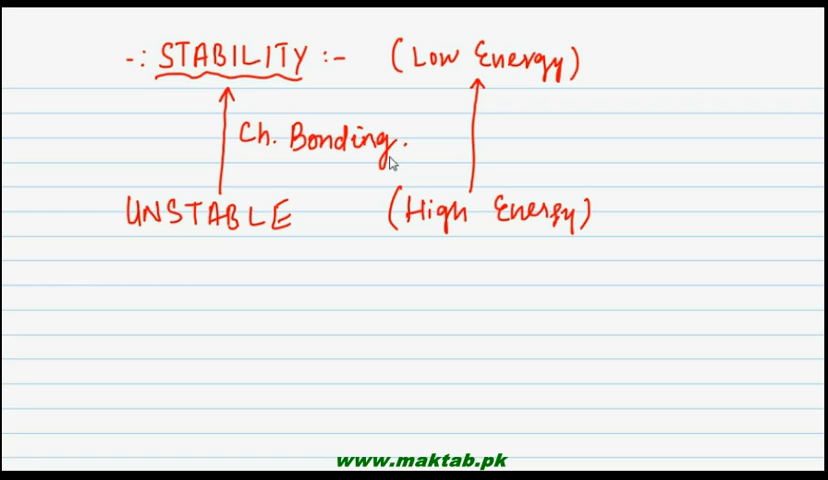 -: STABILITY :- (Low Energy)
Ch. Bonding.
UNSTABLE (High Energy)
www.maktab.pk